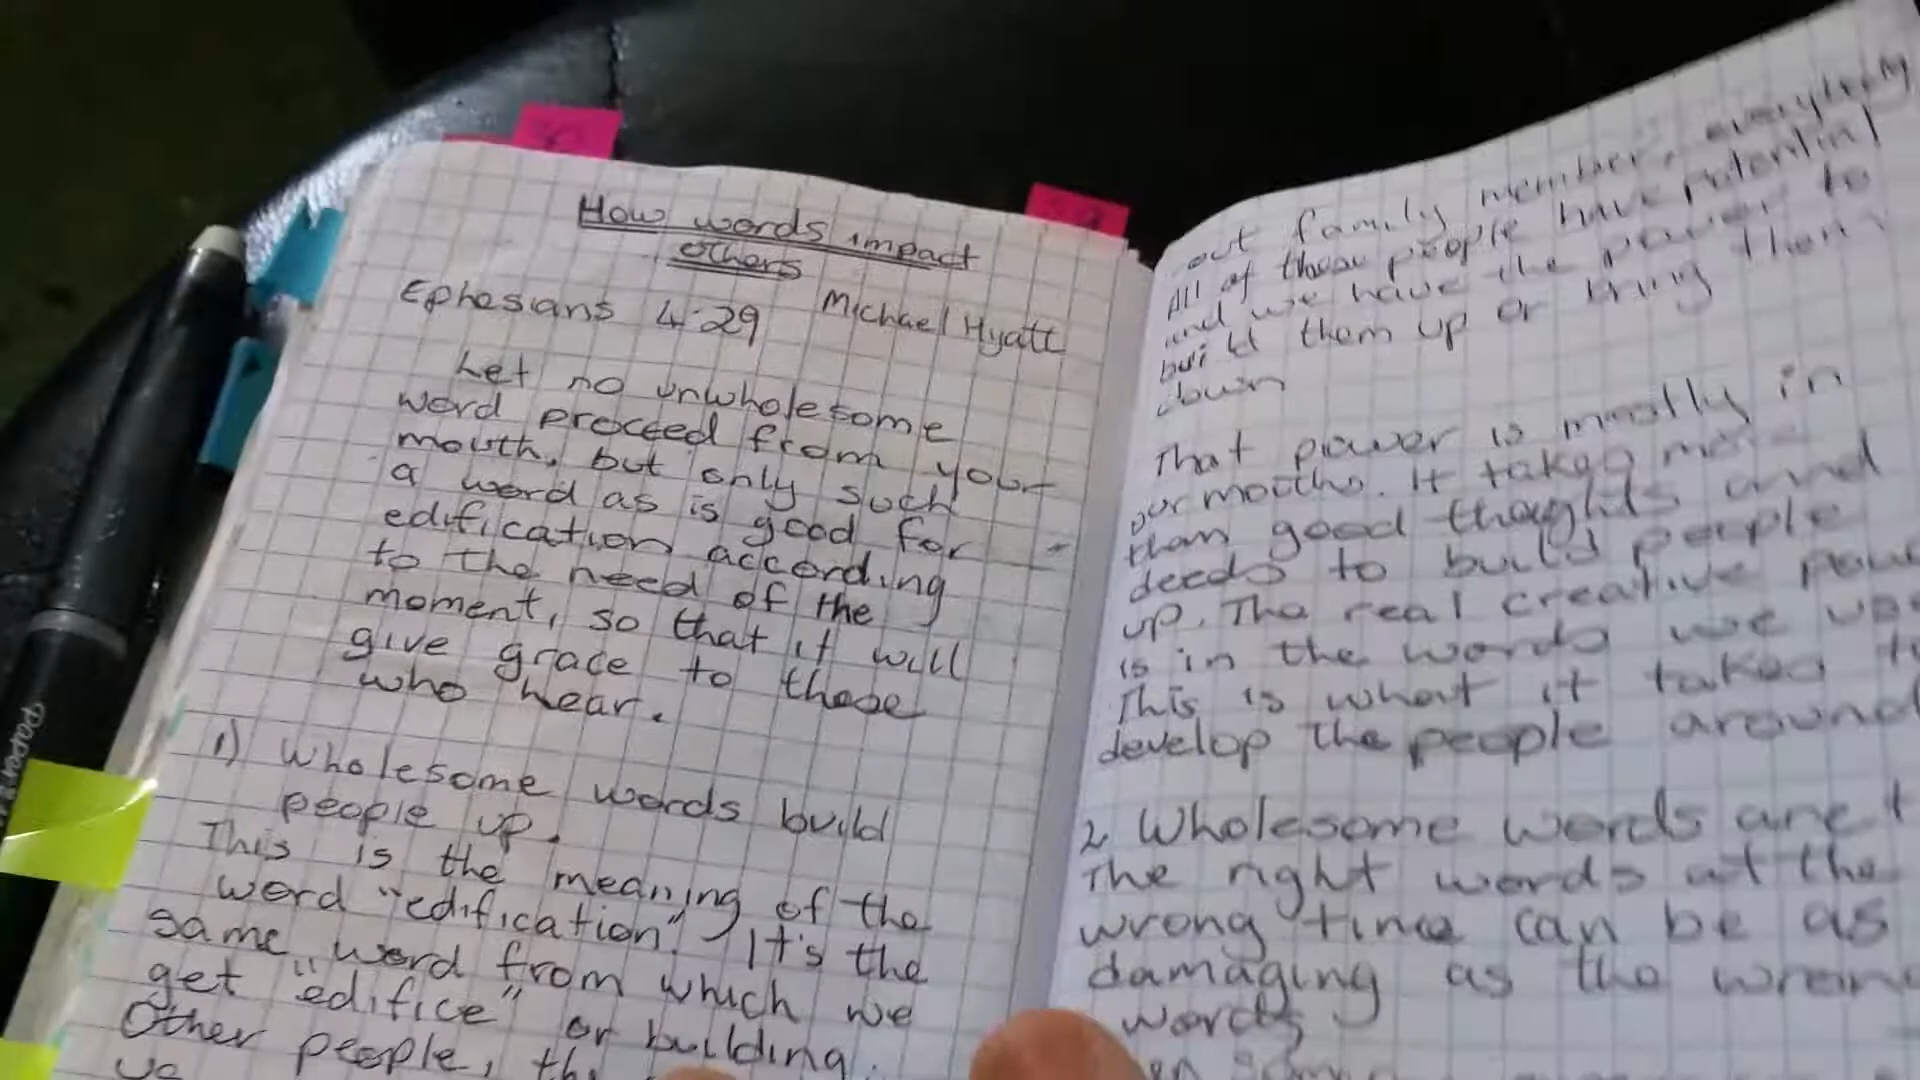 How words impact
others
Ephesians 4:29 Michael Hyatt
Let no unwholesome
word proceed from your
mouth, but only such
a word as is good for
edification according
to the need of the
moment, so that it will
give grace to those
who hear.
1) Wholesome words build
people up.
This is the meaning of the
word "edification". It's the
same word from which we
get "edifice" or building.
Other people,
us
out family member, everything
All of these people have potential
and we have the power to
build them up or bring them
down
That power is mostly in
our mouths. It takes more
than good thoughts and
deeds to build people
up. The real creative
is in the words we
This is what it takes
develop the people around
2 Wholesome words are
The right words at the
wrong time can be as
damaging as the
words